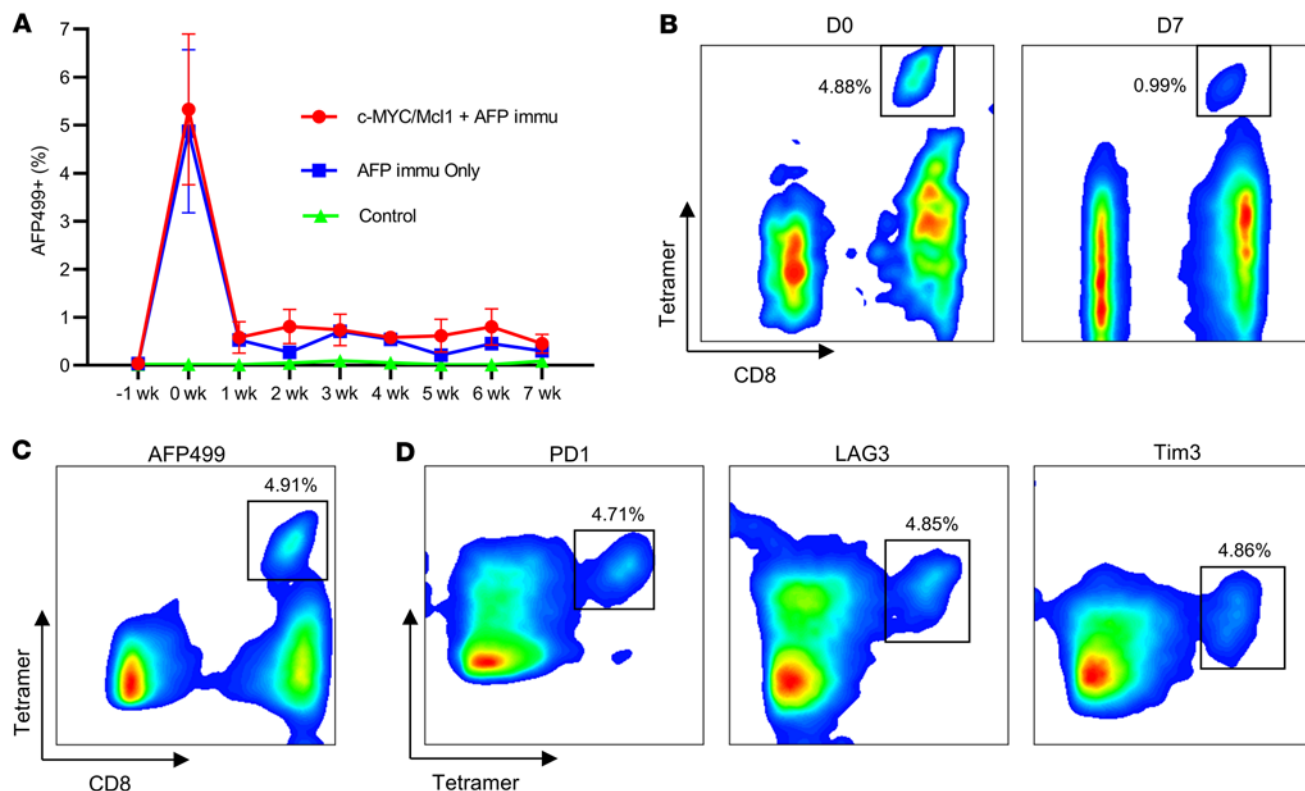 A
7
6
5
4
3
2
1
0
AFP499+ (%)
c-MYC/Mcl1 + AFP immu
AFP immu Only
Control
-1 wk 0 wk 1 wk 2 wk 3 wk 4 wk 5 wk 6 wk 7 wk
B
D0
4.88%
D7
0.99%
Tetramer
CD8
C
AFP499
4.91%
Tetramer
CD8
D
PD1
4.71%
LAG3
4.85%
Tim3
4.86%
Tetramer